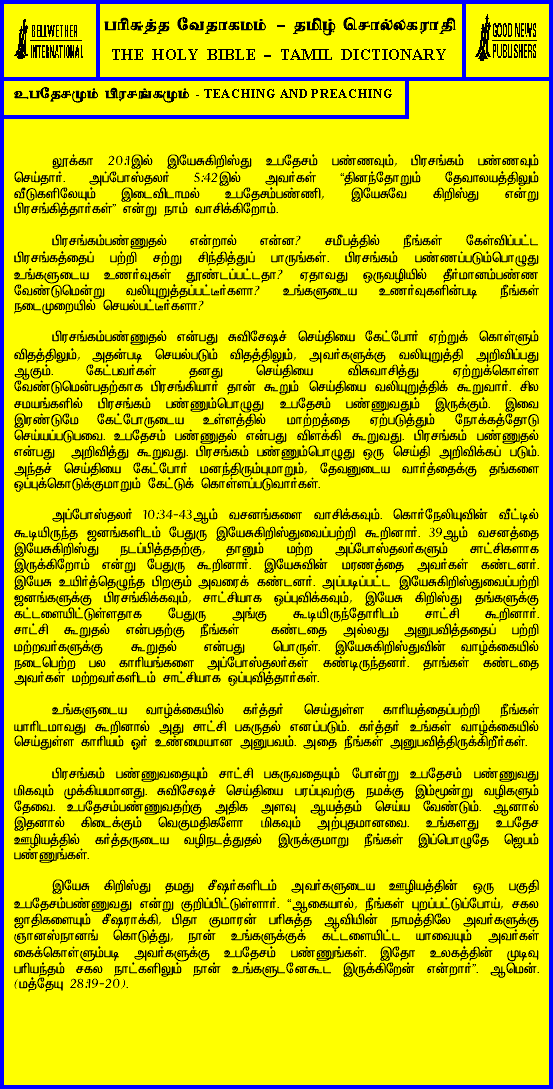 BELLWETHER
INTERNATIONAL
பரிசுத்த வேதாகமம் – தமிழ் சொல்லகராதி
THE HOLY BIBLE – TAMIL DICTIONARY
GOOD NEWS
PUBLISHERS
உபதேசமும் பிரசங்கமும் - TEACHING AND PREACHING
லூக்கா 20:1இல் இயேசுகிறிஸ்து உபதேசம் பண்ணவும், பிரசங்கம் பண்ணவும்
செய்தார். அப்போஸ்தலர் 5:42இல் அவர்கள் “தினந்தோறும் தேவாலயத்திலும்
வீடுகளிலேயும் இடைவிடாமல் உபதேசம்பண்ணி, இயேசுவே கிறிஸ்து என்று
பிரசங்கித்தார்கள்” என்று நாம் வாசிக்கிறோம்.
பிரசங்கம்பண்ணுதல் என்றால் என்ன? சமீபத்தில் நீங்கள் கேள்விப்பட்ட
பிரசங்கத்தைப் பற்றி சற்று சிந்தித்துப் பாருங்கள். பிரசங்கம் பண்ணப்படும்பொழுது
உங்களுடைய உணர்வுகள் தூண்டப்பட்டதா? ஏதாவது ஒருவழியில் தீர்மானம்பண்ண
வேண்டுமென்று வலியுறுத்தப்பட்டீர்களா? உங்களுடைய உணர்வுகளின்படி நீங்கள்
நடைமுறையில் செயல்பட்டீர்களா?
பிரசங்கம்பண்ணுதல் என்பது சுவிசேஷச் செய்தியை கேட்போர் ஏற்றுக் கொள்ளும்
விதத்திலும், அதன்படி செயல்படும் விதத்திலும், அவர்களுக்கு வலியுறுத்தி அறிவிப்பது
ஆகும். கேட்பவர்கள் தனது செய்தியை விசுவாசித்து ஏற்றுக்கொள்ள
வேண்டுமென்பதற்காக பிரசங்கியார் தான் கூறும் செய்தியை வலியுறுத்திக் கூறுவார். சில
சமயங்களில் பிரசங்கம் பண்ணும்பொழுது உபதேசம் பண்ணுவதும் இருக்கும். இவை
இரண்டுமே கேட்போருடைய உள்ளத்தில் மாற்றத்தை ஏற்படுத்தும் நோக்கத்தோடு
செய்யப்படுபவை. உபதேசம் பண்ணுதல் என்பது விளக்கி கூறுவது. பிரசங்கம் பண்ணுதல்
என்பது அறிவித்து கூறுவது. பிரசங்கம் பண்ணும்பொழுது ஒரு செய்தி அறிவிக்கப் படும்.
அந்தச் செய்தியை கேட்போர் மனந்திரும்புமாறும், தேவனுடைய வார்த்தைக்கு தங்களை
ஒப்புக்கொடுக்குமாறும் கேட்டுக் கொள்ளப்படுவார்கள்.
அப்போஸ்தலர் 10:34-43ஆம் வசனங்களை வாசிக்கவும். கொர்நேலியுவின் வீட்டில்
கூடியிருந்த ஜனங்களிடம் பேதுரு இயேசுகிறிஸ்துவைப்பற்றி கூறினார். 39ஆம் வசனத்தை
இயேசுகிறிஸ்து நடப்பித்ததற்கு, தானும் மற்ற அப்போஸ்தலர்களும் சாட்சிகளாக
இருக்கிறோம் என்று பேதுரு கூறினார். இயேசுவின் மரணத்தை அவர்கள் கண்டனர்.
இயேசு உயிர்த்தெழுந்த பிறகும் அவரைக் கண்டனர். அப்படிப்பட்ட இயேசுகிறிஸ்துவைப்பற்றி
ஜனங்களுக்கு பிரசங்கிக்கவும், சாட்சியாக ஒப்புவிக்கவும், இயேசு கிறிஸ்து தங்களுக்கு
கட்டளையிட்டுள்ளதாக பேதுரு அங்கு கூடியிருந்தோரிடம் சாட்சி கூறினார்.
சாட்சி கூறுதல் என்பதற்கு நீங்கள் கண்டதை அல்லது அனுபவித்ததைப் பற்றி
மற்றவர்களுக்கு கூறுதல் என்பது பொருள். இயேசுகிறிஸ்துவின் வாழ்க்கையில்
நடைபெற்ற பல காரியங்களை அப்போஸ்தலர்கள் கண்டிருந்தனர். தாங்கள் கண்டதை
அவர்கள் மற்றவர்களிடம் சாட்சியாக ஒப்புவித்தார்கள்.
உங்களுடைய வாழ்க்கையில் கர்த்தர் செய்துள்ள காரியத்தைப்பற்றி நீங்கள்
யாரிடமாவது கூறினால் அது சாட்சி பகருதல் எனப்படும். கர்த்தர் உங்கள் வாழ்க்கையில்
செய்துள்ள காரியம் ஓர் உண்மையான அனுபவம். அதை நீங்கள் அனுபவித்திருக்கிறீர்கள்.
பிரசங்கம் பண்ணுவதையும் சாட்சி பகருவதையும் போன்று உபதேசம் பண்ணுவது
மிகவும் முக்கியமானது. சுவிசேஷச் செய்தியை பரப்புவற்கு நமக்கு இம்மூன்று வழிகளும்
தேவை. உபதேசம்பண்ணுவதற்கு அதிக அளவு ஆயத்தம் செய்ய வேண்டும். ஆனால்
இதனால் கிடைக்கும் வெகுமதிகளோ மிகவும் அற்புதமானவை. உங்களது உபதேச
ஊழியத்தில் கர்த்தருடைய வழிநடத்துதல் இருக்குமாறு நீங்கள் இப்பொழுதே ஜெபம்
பண்ணுங்கள்.
இயேசு கிறிஸ்து தமது சீஷர்களிடம் அவர்களுடைய ஊழியத்தின் ஒரு பகுதி
உபதேசம்பண்ணுவது என்று குறிப்பிட்டுள்ளார். “ஆகையால், நீங்கள் புறப்பட்டுப்போய், சகல
ஜாதிகளையும் சீஷராக்கி, பிதா குமாரன் பரிசுத்த ஆவியின் நாமத்திலே அவர்களுக்கு
ஞானஸ்நானங் கொடுத்து, நான் உங்களுக்குக் கட்டளையிட்ட யாவையும் அவர்கள்
கைக்கொள்ளும்படி அவர்களுக்கு உபதேசம் பண்ணுங்கள். இதோ உலகத்தின் முடிவு
பரியந்தம் சகல நாட்களிலும் நான் உங்களுடனேகூட இருக்கிறேன் என்றார்”. ஆமென்.
(மத்தேயு 28:19-20).